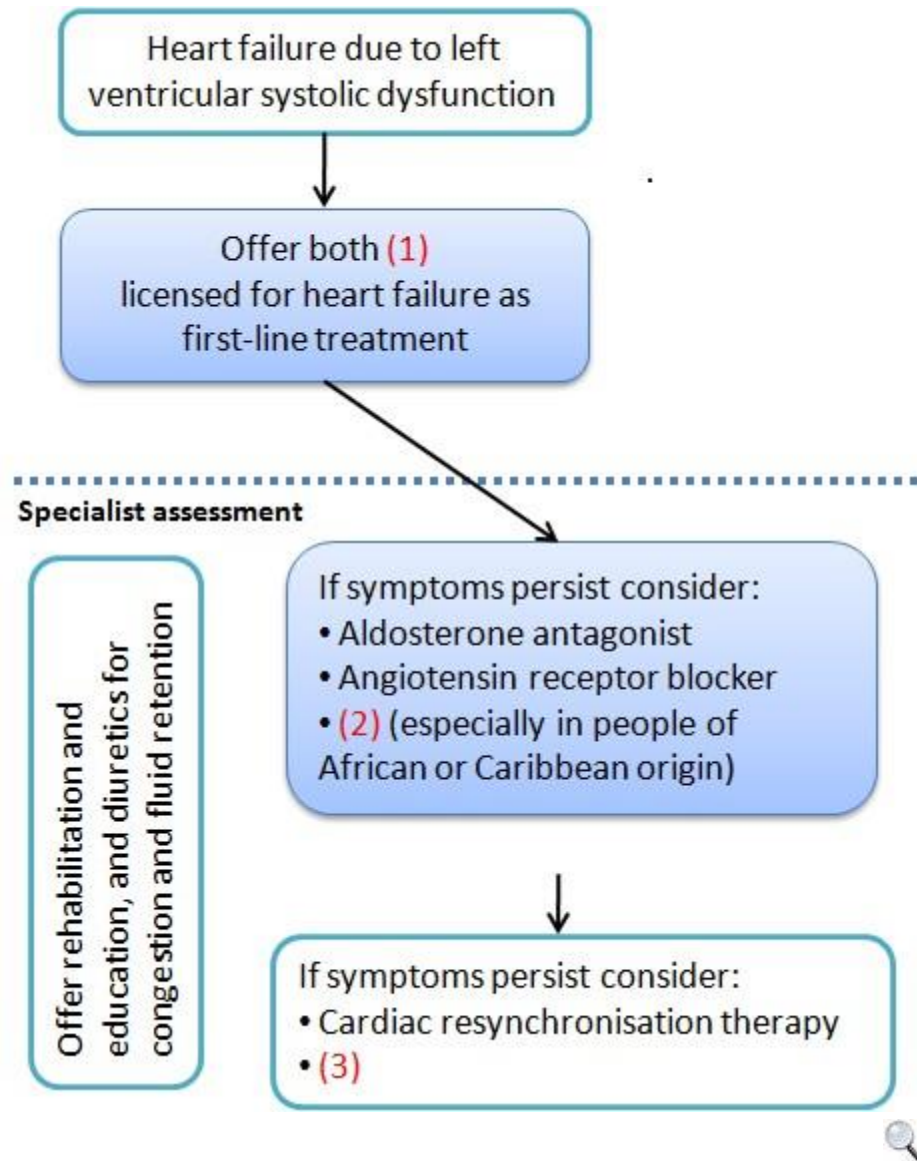 Heart failure due to left
ventricular systolic dysfunction
.
Offer both (1)
licensed for heart failure as
first-line treatment
Specialist assessment
Offer rehabilitation and
education, and diuretics for
congestion and fluid retention
If symptoms persist consider:
• Aldosterone antagonist
• Angiotensin receptor blocker
• (2) (especially in people of
African or Caribbean origin)
If symptoms persist consider:
• Cardiac resynchronisation therapy
• (3)